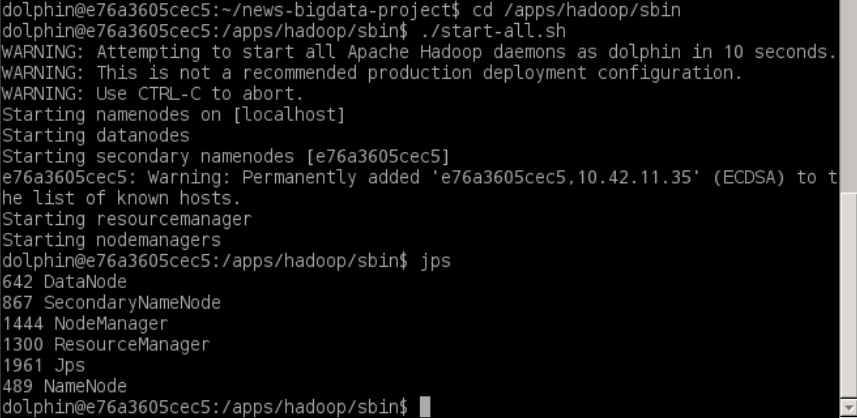 dolphin@e76a3605cec5:~/news-bigdata-project$ cd /apps/hadoop/sbin
dolphin@e76a3605cec5:/apps/hadoop/sbin$ ./start-all.sh
WARNING: Attempting to start all Apache Hadoop daemons as dolphin in 10 seconds.
WARNING: This is not a recommended production deployment configuration.
WARNING: Use CTRL-C to abort.
Starting namenodes on [localhost]
Starting datanodes
Starting secondary namenodes [e76a3605cec5]
e76a3605cec5: Warning: Permanently added 'e76a3605cec5,10.42.11.35' (ECDSA) to t
he list of known hosts.
Starting resourcemanager
Starting nodemanagers
dolphin@e76a3605cec5:/apps/hadoop/sbin$ jps
642 DataNode
867 SecondaryNameNode
1444 NodeManager
1300 ResourceManager
1961 Jps
489 NameNode
dolphin@e76a3605cec5:/apps/hadoop/sbin$